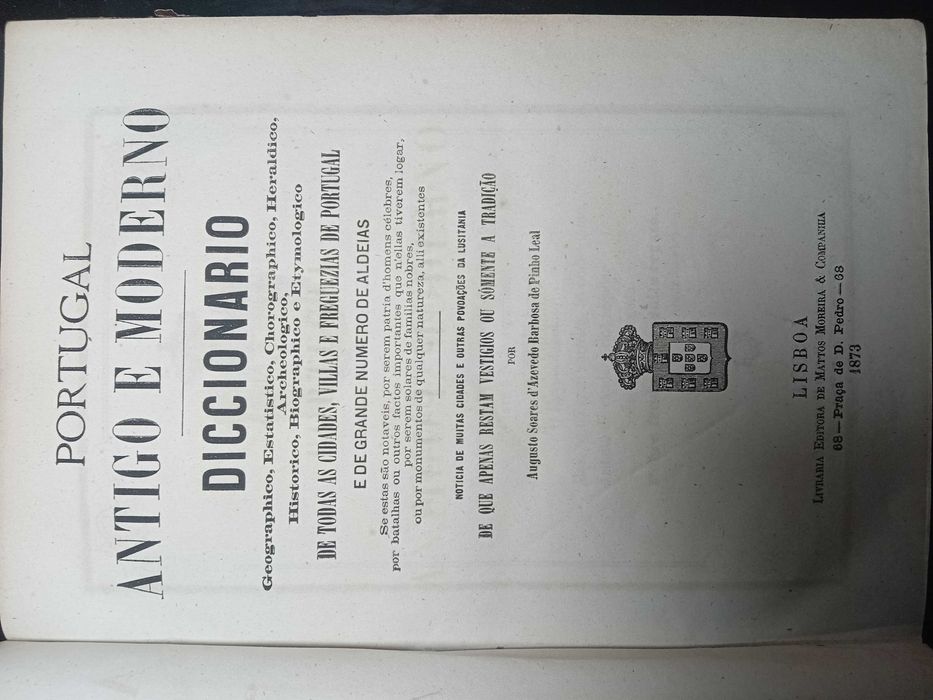 PORTUGAL
ANTIGO E MODERNO
DICCIONARIO
Geographico, Estatistico, Chorographico, Heraldico,
Archeologico,
Historico, Biographico e Etymologico
DE TODAS AS CIDADES, VILLAS E FREGUEZIAS DE PORTUGAL
E DE GRANDE NUMERO DE ALDEIAS
Se estas são notaveis, por serem patria d'homens célebres,
por batalhas ou outros factos importantes que n'ellas tiverem logar,
por serem solares de familias nobres,
ou por monumentos de qualquer natureza, alli existentes
NOTICIA DE MUITAS CIDADES E OUTRAS POVOAÇÕES DA LUSITANIA
DE QUE APENAS RESTAM VESTIGIOS OU SÓMENTE A TRADIÇÃO
POR
Augusto Soares d'Azevedo Barbosa de Pinho Leal
LISBOA
LIVRARIA EDITORA DE MATTOS MOREIRA & COMPANHIA
68 — Praça de D. Pedro — 68
1873